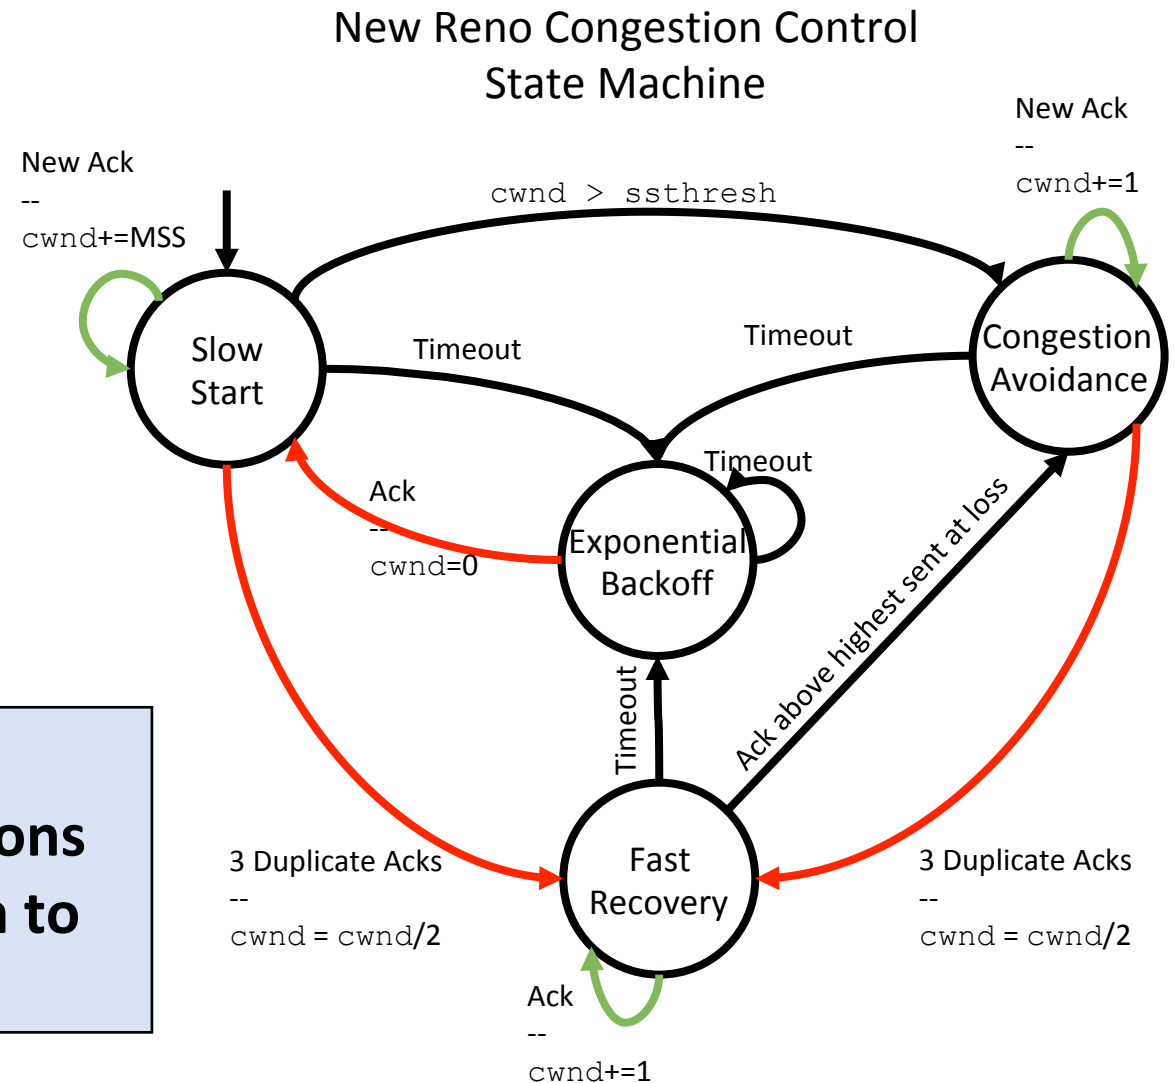 New Reno Congestion Control
State Machine
New Ack
--
cwnd+=1
New Ack
--
cwnd+=MSS
cwnd > ssthresh
Slow
Start
Timeout
Timeout
Congestion
Avoidance
Timeout
Ack
--
cwnd=0
Exponential
Backoff
Ack above highest sent at loss
Timeout
to
3 Duplicate Acks
--
cwnd = cwnd/2
Fast
Recovery
3 Duplicate Acks
--
cwnd = cwnd/2
Ack
--
cwnd+=1